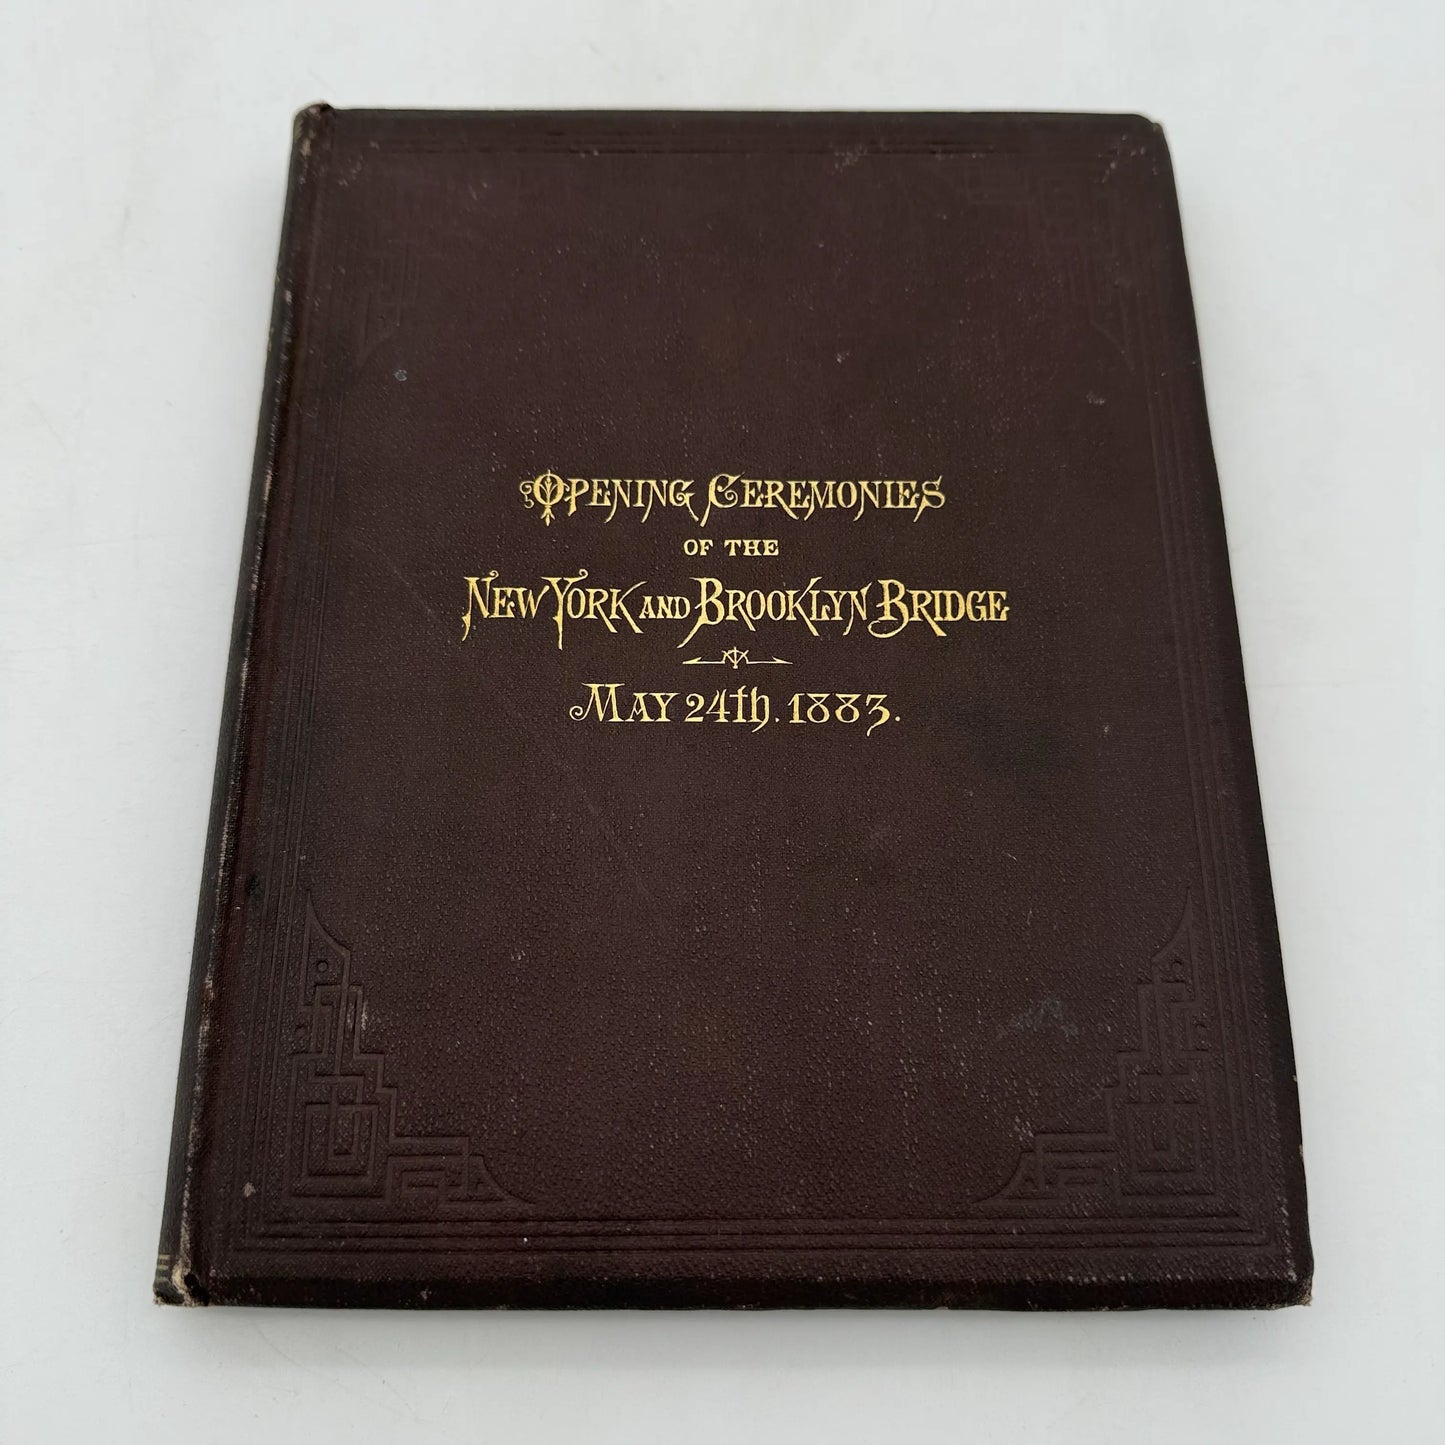 Opening Ceremonies
OF THE
New York and Brooklyn Bridge
May 24th. 1883.